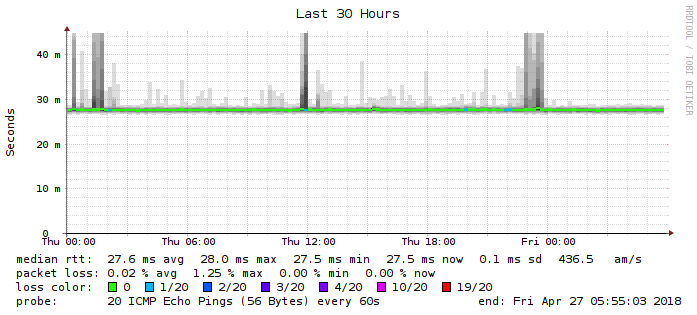 Last 30 Hours
RRDTOOL / TOBI OETIKER
Seconds
40 m
30 m
20 m
10 m
0
Thu 00:00 Thu 06:00 Thu 12:00 Thu 18:00 Fri 00:00
median rtt: 27.6 ms avg 28.0 ms max 27.5 ms min 27.5 ms now 0.1 ms sd 436.5 am/s
packet loss: 0.02 % avg 1.25 % max 0.00 % min 0.00 % now
loss color: 0 1/20 2/20 3/20 4/20 10/20 19/20
probe: 20 ICMP Echo Pings (56 Bytes) every 60s end: Fri Apr 27 05:55:03 2018